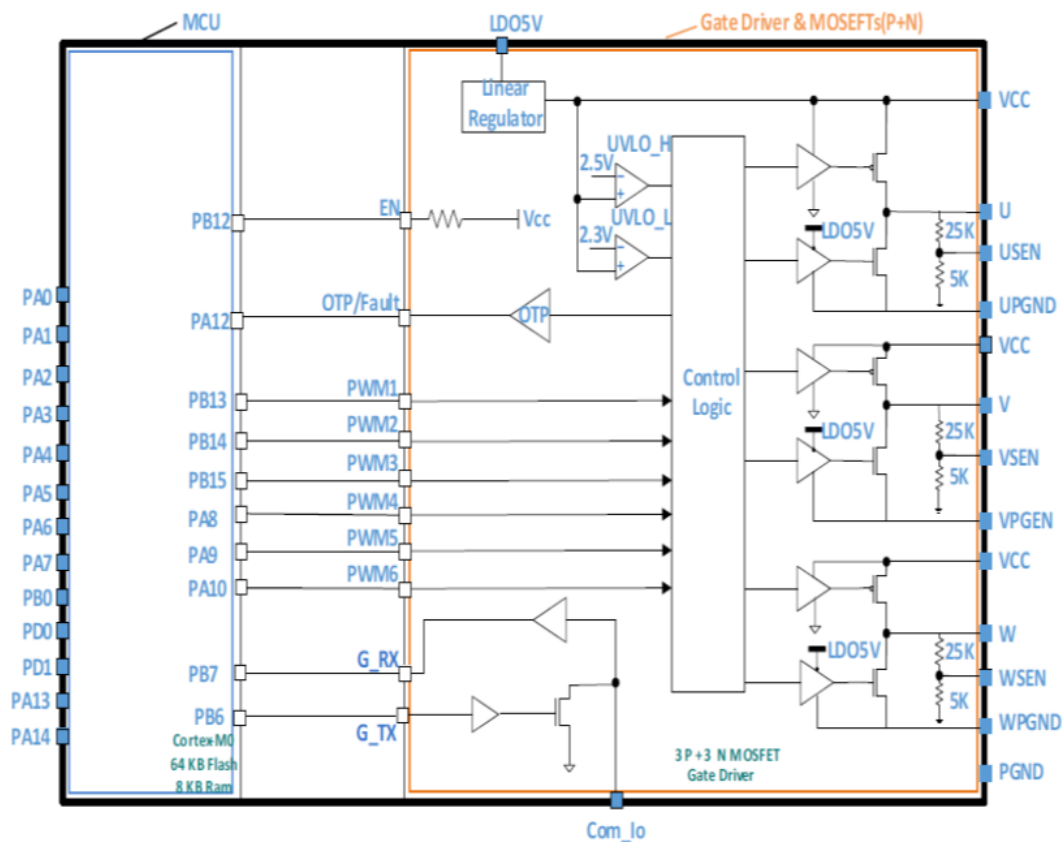 MCU
LDO5V
Gate Driver & MOSEFTs(P+N)
Linear
Regulator
VCC
UVLO_H
2.5V
−
+
UVLO_L
2.3V
−
+
PB12
EN
Vcc
LDO5V
U
25K
USEN
5K
UPGND
PA0
PA1
PA2
PA3
PA4
PA5
PA6
PA7
PB0
PD0
PD1
PA13
PA14
PA12
OTP/Fault
OTP
Control
Logic
VCC
PB13
PWM1
PB14
PWM2
PB15
PWM3
PA8
PWM4
PA9
PWM5
PA10
PWM6
LDO5V
V
25K
VSEN
5K
VPGEN
VCC
PB7
G_RX
PB6
G_TX
LDO5V
W
25K
WSEN
5K
WPGND
Cortex-M0
64 KB Flash
8 KB Ram
3 P + 3 N MOSFET
Gate Driver
PGND
Com_Io